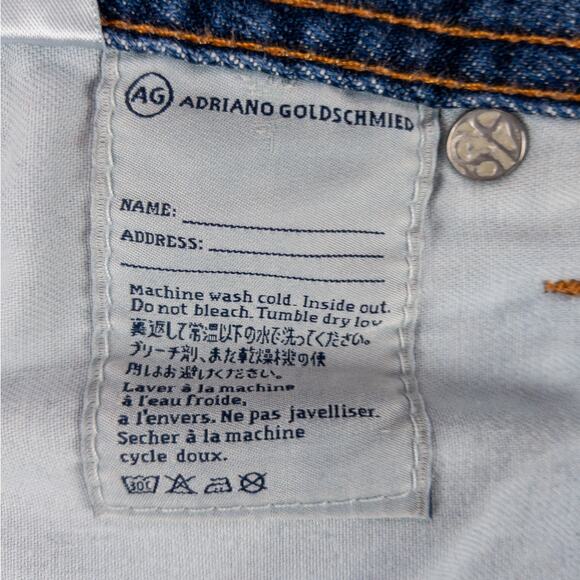 AG ADRIANO GOLDSCHMIED
NAME:
ADDRESS:
Machine wash cold. Inside out.
Do not bleach. Tumble dry low
裏返して常温以下の水で洗ってください。
ブリーチ剤、また乾燥機の使
用しお避けください。
Laver à la machine
à l'eau froide,
a l'envers. Ne pas javelliser.
Secher à la machine
cycle doux.
30C